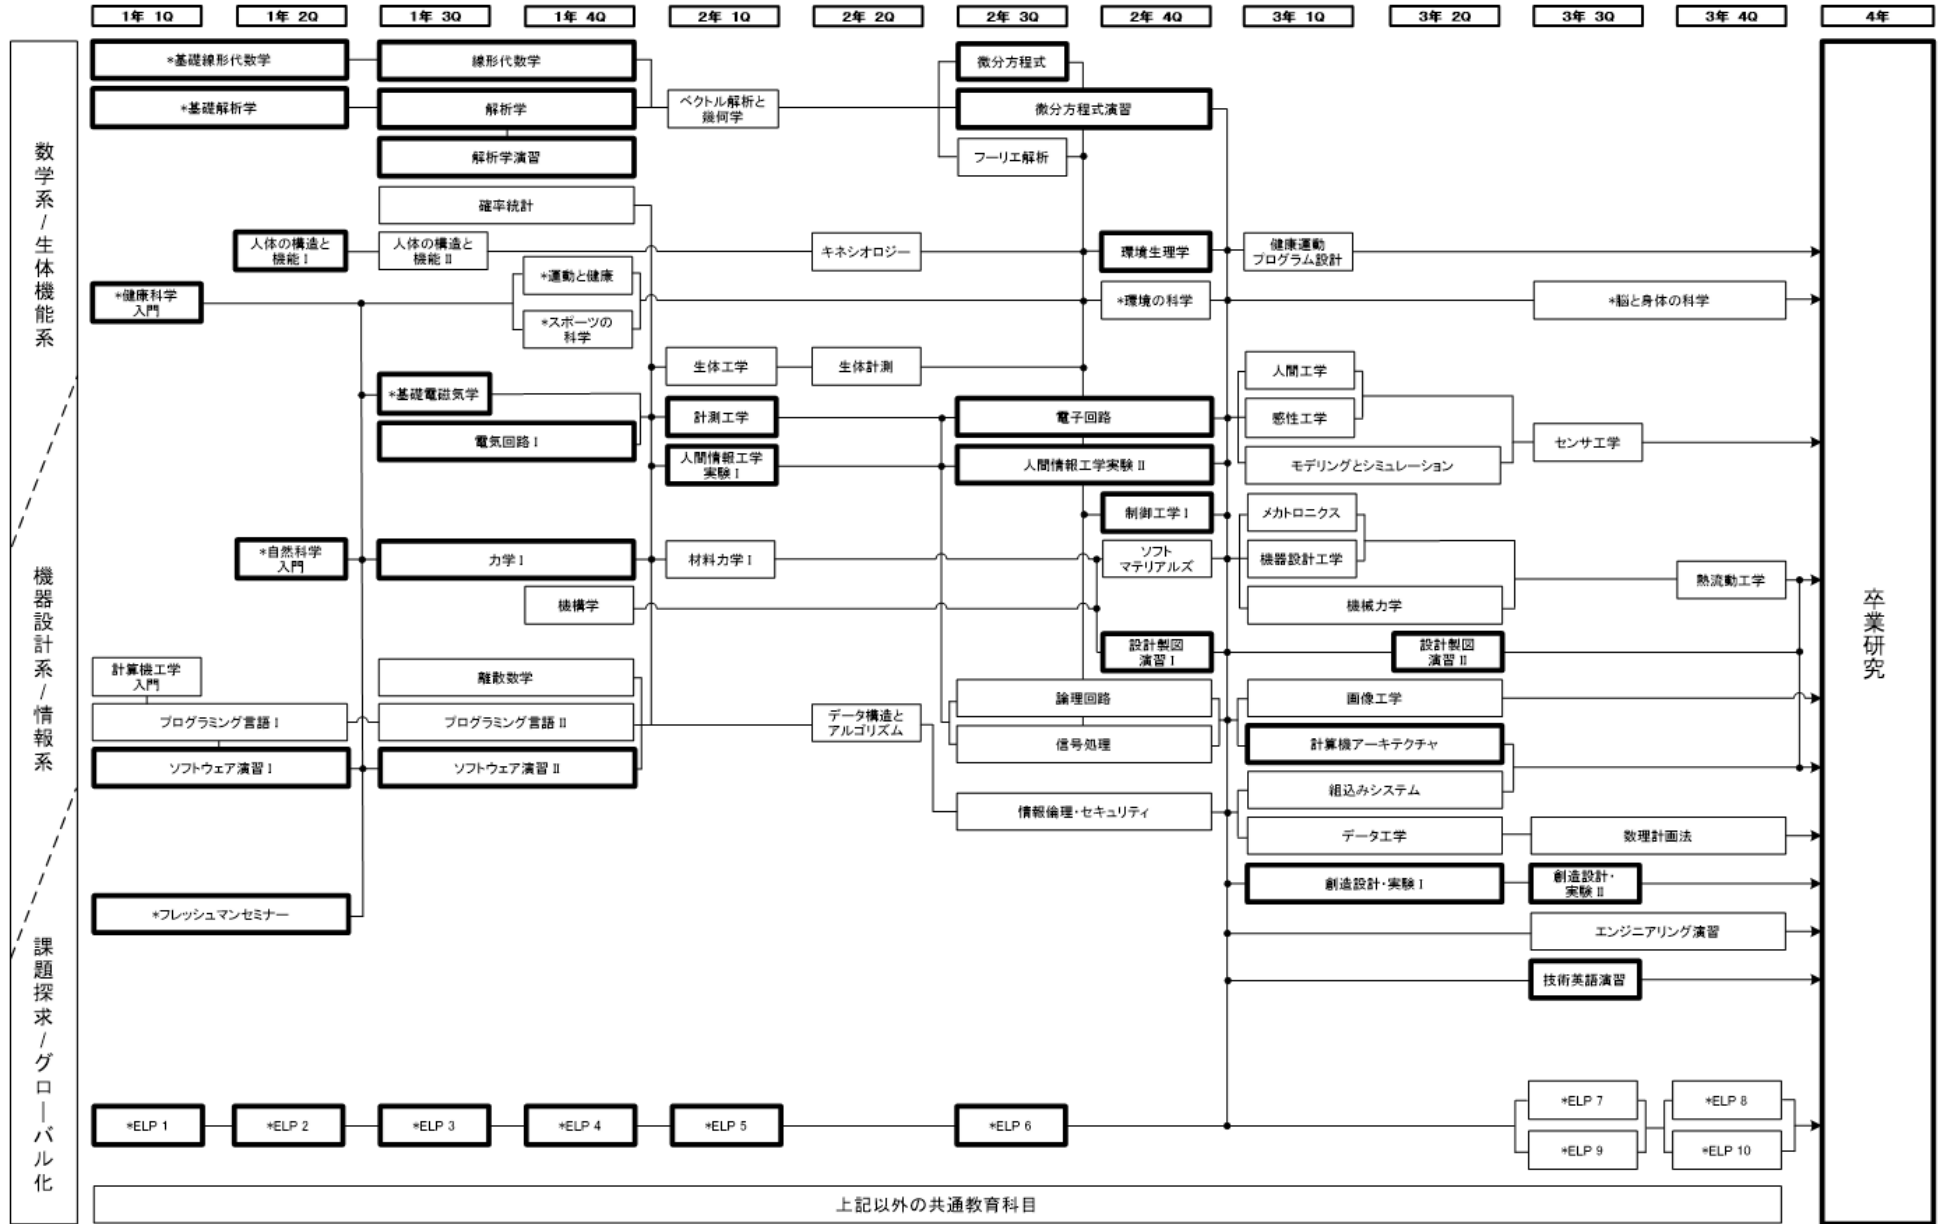 1年 1Q
1年 2Q
1年 3Q
1年 4Q
2年 1Q
2年 2Q
2年 3Q
2年 4Q
3年 1Q
3年 2Q
3年 3Q
3年 4Q
4年
数学系/生体機能系
機器設計系/情報系
課題探求/グローバル化
*基礎線形代数学
線形代数学
微分方程式
*基礎解析学
解析学
ベクトル解析と
幾何学
微分方程式演習
解析学演習
フーリエ解析
確率統計
人体の構造と
機能Ⅰ
人体の構造と
機能Ⅱ
キネシオロジー
環境生理学
健康運動
プログラム設計
*運動と健康
*健康科学
入門
*環境の科学
*脳と身体の科学
*スポーツの
科学
生体工学
生体計測
人間工学
*基礎電磁気学
計測工学
電子回路
感性工学
電気回路Ⅰ
センサ工学
人間情報工学
実験Ⅰ
人間情報工学実験Ⅱ
モデリングとシミュレーション
制御工学Ⅰ
メカトロニクス
*自然科学
入門
力学Ⅰ
材料力学Ⅰ
ソフト
マテリアルズ
機器設計工学
熱流動工学
機構学
機械力学
設計製図
演習Ⅰ
設計製図
演習Ⅱ
計算機工学
入門
離散数学
論理回路
画像工学
プログラミング言語Ⅰ
プログラミング言語Ⅱ
データ構造と
アルゴリズム
信号処理
計算機アーキテクチャ
ソフトウェア演習Ⅰ
ソフトウェア演習Ⅱ
組込みシステム
情報倫理・セキュリティ
データ工学
数理計画法
創造設計・実験Ⅰ
創造設計・
実験Ⅱ
*フレッシュマンセミナー
エンジニアリング演習
技術英語演習
*ELP 1
*ELP 2
*ELP 3
*ELP 4
*ELP 5
*ELP 6
*ELP 7
*ELP 8
*ELP 9
*ELP 10
卒業研究
上記以外の共通教育科目